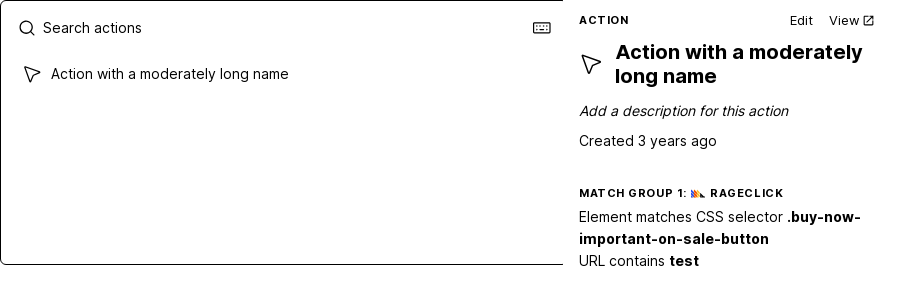 Search actions
Action with a moderately long name
ACTION
Edit
View
Action with a moderately
long name
Add a description for this action
Created 3 years ago
MATCH GROUP 1: RAGECLICK
Element matches CSS selector .buy-now-
important-on-sale-button
URL contains test